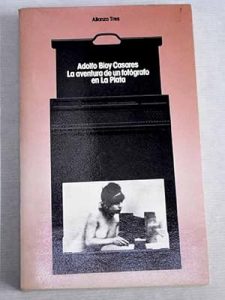 Alianza Tres
Adolfo Bioy Casares
La aventura de un fotógrafo
en La Plata